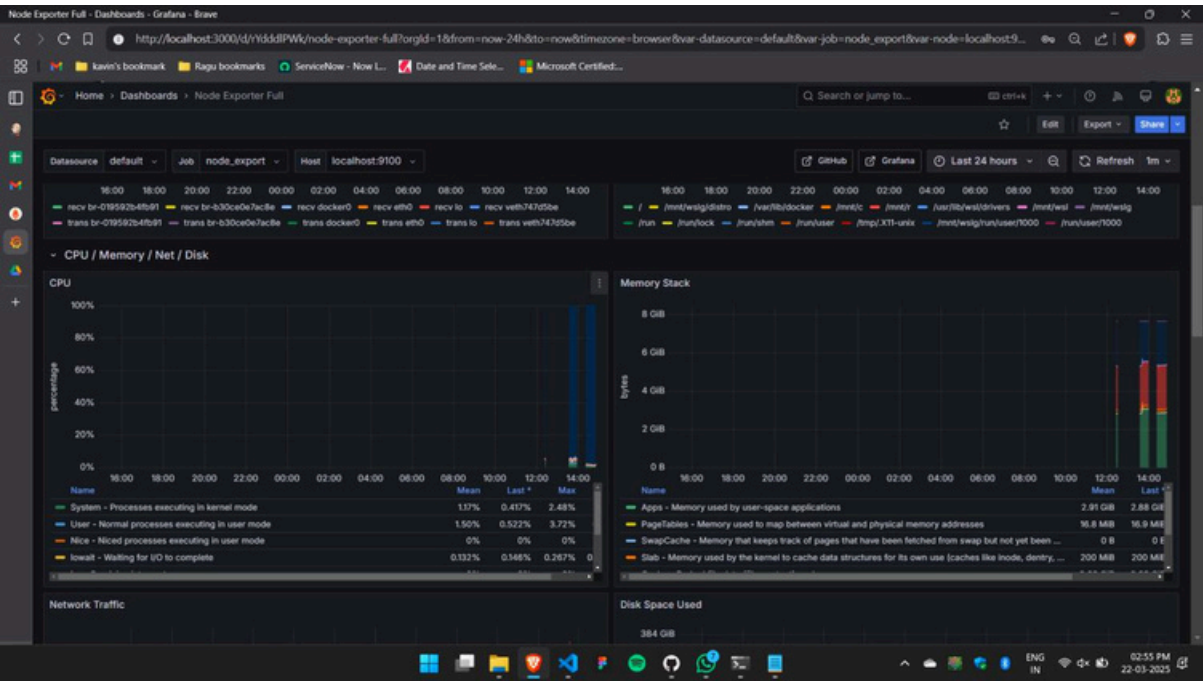 Node Exporter Full - Dashboards - Grafana - Brave
http://localhost:3000/d/rYdddlPWk/node-exporter-full?orgId=1&from=now-24h&to=now&timezone=browser&var-datasource=default&var-job=node_export&var-node=localhost:9...
kavin's bookmark Ragu bookmarks ServiceNow - Now L... Date and Time Sele... Microsoft Certified:...
Home › Dashboards › Node Exporter Full
Search or jump to... ctrl+k
Edit Export Share
Datasource default Job node_export Host localhost:9100 GitHub Grafana Last 24 hours Refresh 1m
16:00 18:00 20:00 22:00 00:00 02:00 04:00 06:00 08:00 10:00 12:00 14:00
recv br-019592b4fb91 recv br-b30ce0e7ac8e recv docker0 recv eth0 recv lo recv veth747d5be
trans br-019592b4fb91 trans br-b30ce0e7ac8e trans docker0 trans eth0 trans lo trans veth747d5be
16:00 18:00 20:00 22:00 00:00 02:00 04:00 06:00 08:00 10:00 12:00 14:00
/ /mnt/wslg/distro /var/lib/docker /mnt/c /mnt/r /usr/lib/wsl/drivers /mnt/wsl /mnt/wslg
/run /run/lock /run/shm /run/user /tmp/.X11-unix /mnt/wslg/run/user/1000 /run/user/1000
CPU / Memory / Net / Disk
CPU
percentage
100%
80%
60%
40%
20%
0%
16:00 18:00 20:00 22:00 00:00 02:00 04:00 06:00 08:00 10:00 12:00 14:00
Name Mean Last * Max
System - Processes executing in kernel mode 1.17% 0.417% 2.48%
User - Normal processes executing in user mode 1.50% 0.522% 3.72%
Nice - Niced processes executing in user mode 0% 0% 0%
Iowait - Waiting for I/O to complete 0.132% 0.146% 0.267% 0
Memory Stack
bytes
8 GiB
6 GiB
4 GiB
2 GiB
0 B
16:00 18:00 20:00 22:00 00:00 02:00 04:00 06:00 08:00 10:00 12:00 14:00
Name Mean Last *
Apps - Memory used by user-space applications 2.91 GiB 2.88 GiB
PageTables - Memory used to map between virtual and physical memory addresses 16.8 MiB 16.9 MiB
SwapCache - Memory that keeps track of pages that have been fetched from swap but not yet been ... 0 B 0 B
Slab - Memory used by the kernel to cache data structures for its own use (caches like inode, dentry, ... 200 MiB 200 MiB
Network Traffic
Disk Space Used
384 GiB
ENG
IN
02:55 PM
22-03-2025